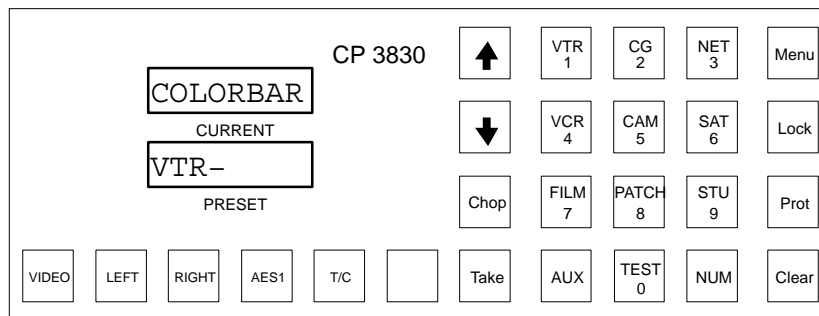 CP 3830
COLORBAR
CURRENT
VTR-
PRESET
VTR
1
CG
2
NET
3
Menu
VCR
4
CAM
5
SAT
6
Lock
Chop
FILM
7
PATCH
8
STU
9
Prot
VIDEO
LEFT
RIGHT
AES1
T/C
Take
AUX
TEST
0
NUM
Clear